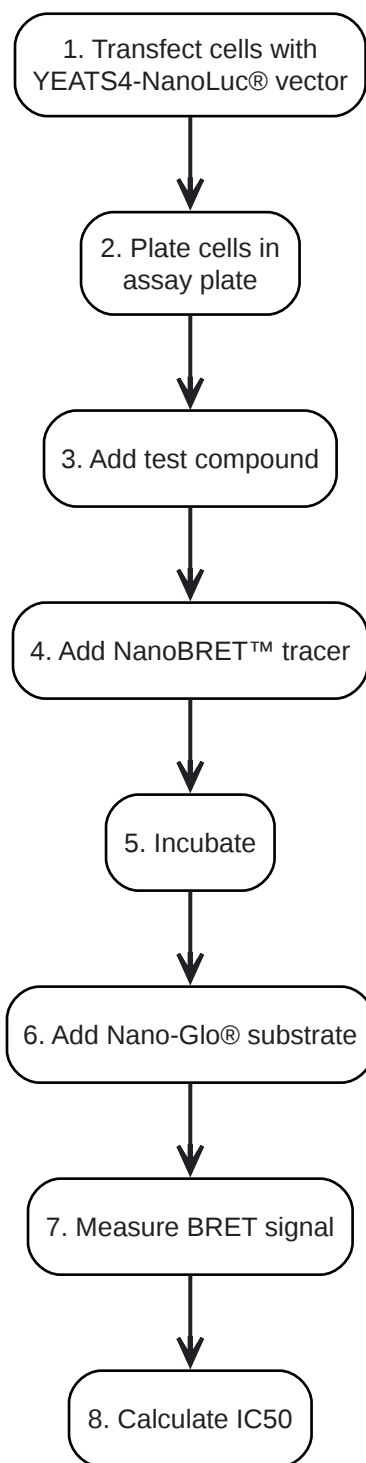 1. Transfect cells with
YEATS4-NanoLuc® vector
2. Plate cells in
assay plate
3. Add test compound
4. Add NanoBRET™ tracer
5. Incubate
6. Add Nano-Glo® substrate
7. Measure BRET signal
8. Calculate IC50